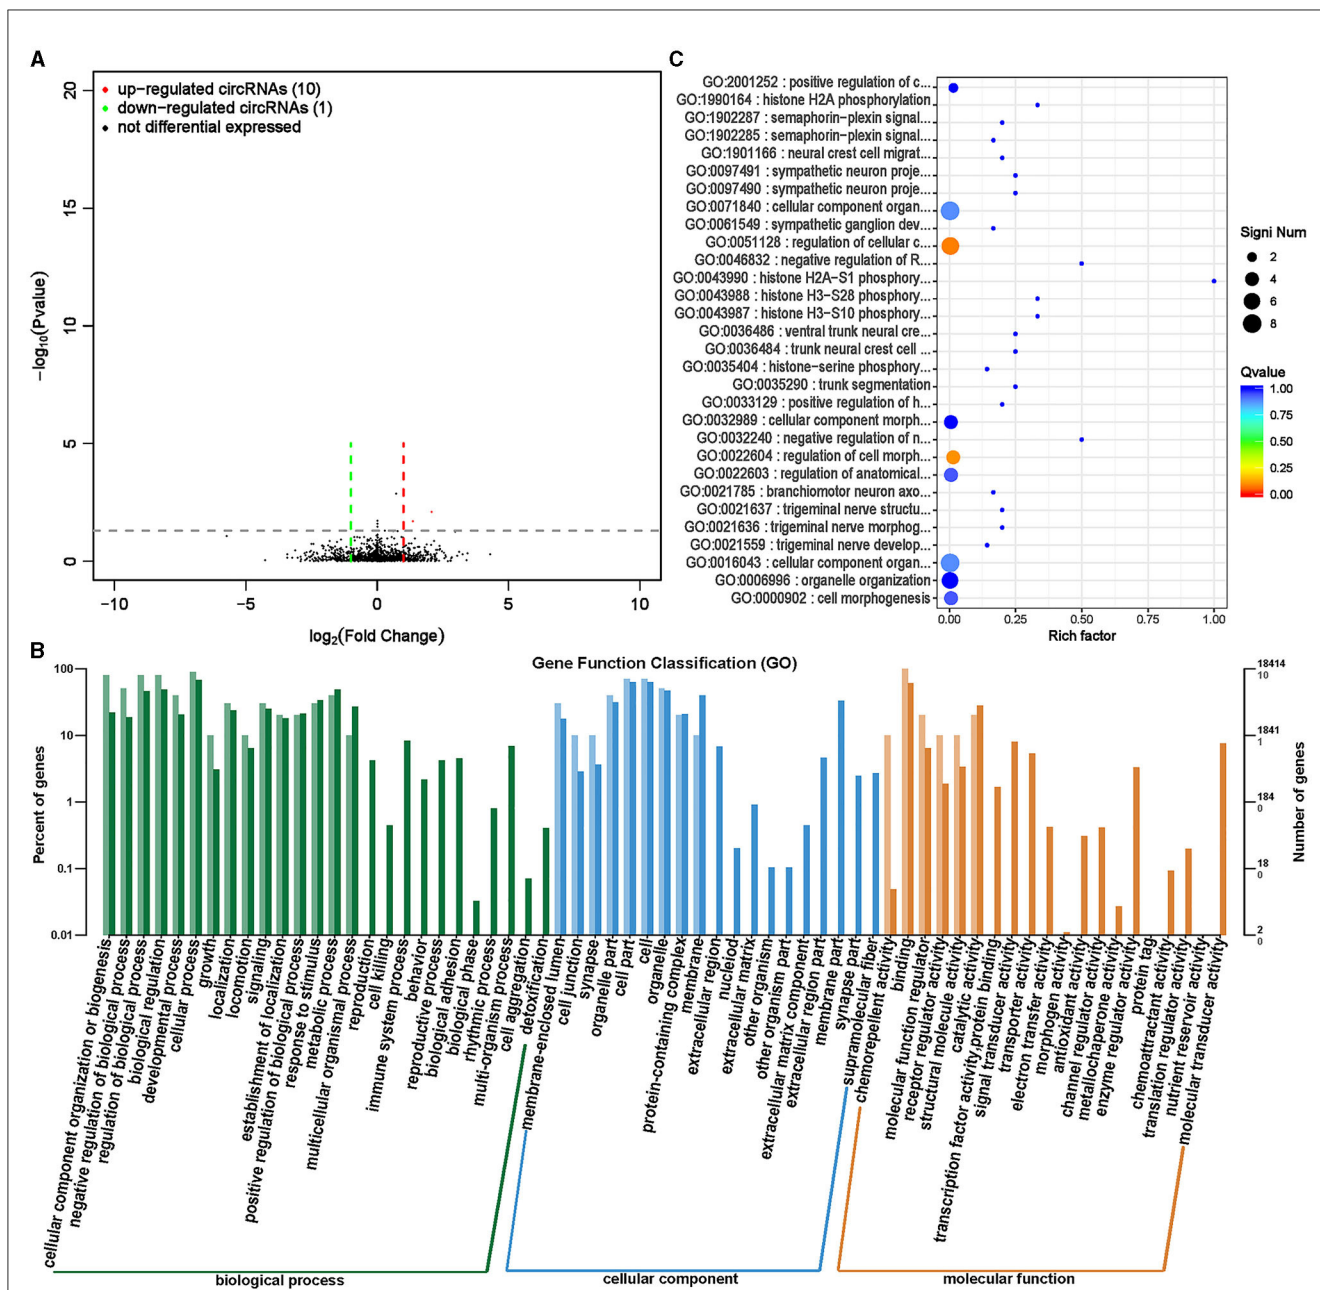 A
20
15
10
5
0
−log10(Pvalue)
up-regulated circRNAs (10)
down-regulated circRNAs (1)
not differential expressed
−10
−5
0
5
10
log2(Fold Change)
C
GO:2001252 : positive regulation of c...
GO:1990164 : histone H2A phosphorylation
GO:1902287 : semaphorin−plexin signal...
GO:1902285 : semaphorin−plexin signal...
GO:1901166 : neural crest cell migrat...
GO:0097491 : sympathetic neuron proje...
GO:0097490 : sympathetic neuron proje...
GO:0071840 : cellular component organ...
GO:0061549 : sympathetic ganglion dev...
GO:0051128 : regulation of cellular c...
GO:0046832 : negative regulation of R...
GO:0043990 : histone H2A−S1 phosphory...
GO:0043988 : histone H3−S28 phosphory...
GO:0043987 : histone H3−S10 phosphory...
GO:0036486 : ventral trunk neural cre...
GO:0036484 : trunk neural crest cell ...
GO:0035404 : histone−serine phosphory...
GO:0035290 : trunk segmentation
GO:0033129 : positive regulation of h...
GO:0032989 : cellular component morph...
GO:0032240 : negative regulation of n...
GO:0022604 : regulation of cell morph...
GO:0022603 : regulation of anatomical...
GO:0021785 : branchiomotor neuron axo...
GO:0021637 : trigeminal nerve structu...
GO:0021636 : trigeminal nerve morphog...
GO:0021559 : trigeminal nerve develop...
GO:0016043 : cellular component organ...
GO:0006996 : organelle organization
GO:0000902 : cell morphogenesis
0.00
0.25
0.50
0.75
1.00
Rich factor
Signi Num
2
4
6
8
Qvalue
1.00
0.75
0.50
0.25
0.00
B
Gene Function Classification (GO)
100
10
1
0.1
0.01
Percent of genes
18414
10
1841
1
184
0
18
0
2
0
Number of genes
cellular component organization or biogenesis
negative regulation of biological process
regulation of biological process
biological regulation
developmental process
cellular process
growth
localization
locomotion
signaling
establishment of localization
positive regulation of biological process
response to stimulus
metabolic process
multicellular organismal process
reproduction
cell killing
immune system process
behavior
reproductive process
biological adhesion
biological phase
rhythmic process
multi-organism process
cell aggregation
detoxification
membrane-enclosed lumen
cell junction
synapse
organelle part
cell part
cell
organelle
protein-containing complex
membrane
extracellular region
nucleoid
extracellular matrix
other organism
other organism part
extracellular matrix component
extracellular region part
membrane part
synapse part
supramolecular fiber
chemorepellent activity
binding
molecular function regulator
receptor regulator activity
structural molecule activity
catalytic activity
transcription factor activity,protein binding
signal transducer activity
transporter activity
electron transfer activity
morphogen activity
antioxidant activity
channel regulator activity
metallochaperone activity
enzyme regulator activity
protein tag
chemoattractant activity
translation regulator activity
nutrient reservoir activity
molecular transducer activity
biological process
cellular component
molecular function